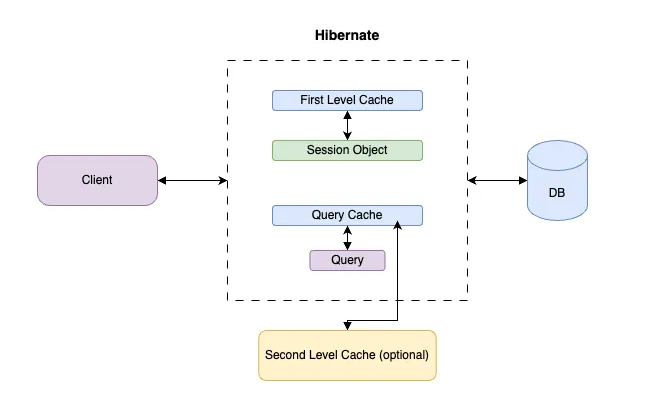 Hibernate
First Level Cache
Session Object
Client
DB
Query Cache
Query
Second Level Cache (optional)